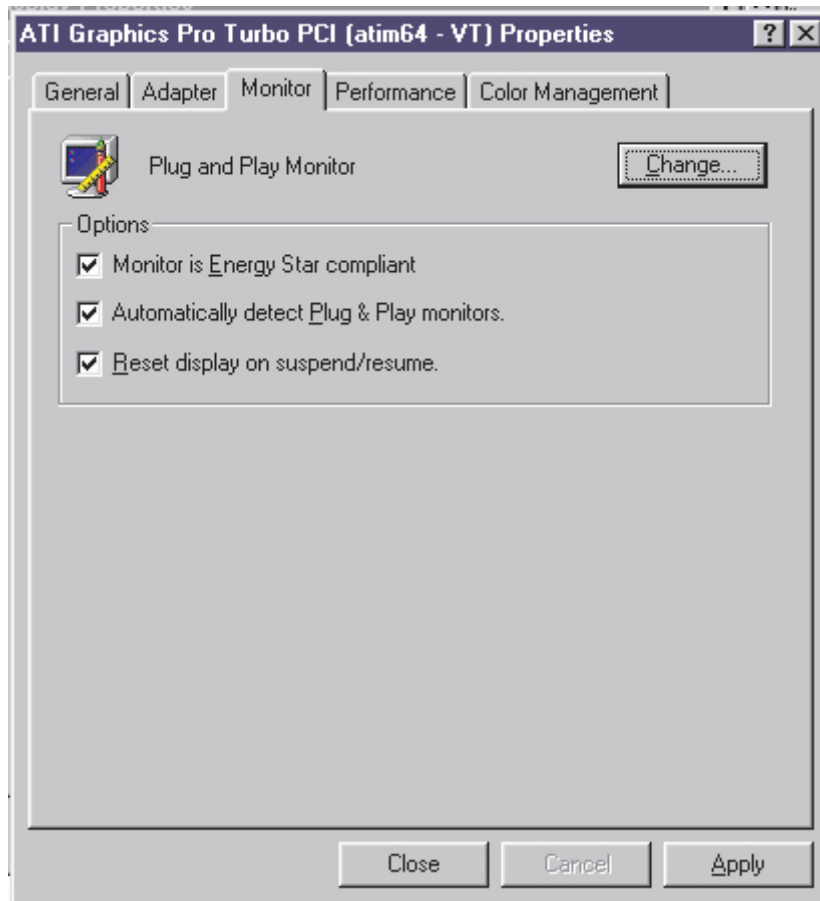 ATI Graphics Pro Turbo PCI (atim64 - VT) Properties
General Adapter Monitor Performance Color Management
Plug and Play Monitor Change...
Options
Monitor is Energy Star compliant
Automatically detect Plug & Play monitors.
Reset display on suspend/resume.
Close Cancel Apply